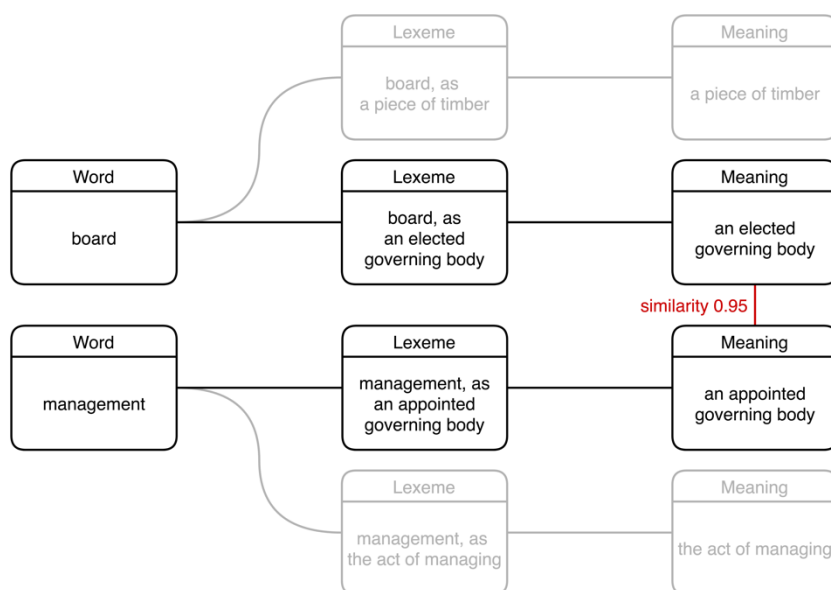 Lexeme
board, as
a piece of timber
Meaning
a piece of timber
Word
board
Lexeme
board, as
an elected
governing body
Meaning
an elected
governing body
similarity 0.95
Word
management
Lexeme
management, as
an appointed
governing body
Meaning
an appointed
governing body
Lexeme
management, as
the act of managing
Meaning
the act of managing